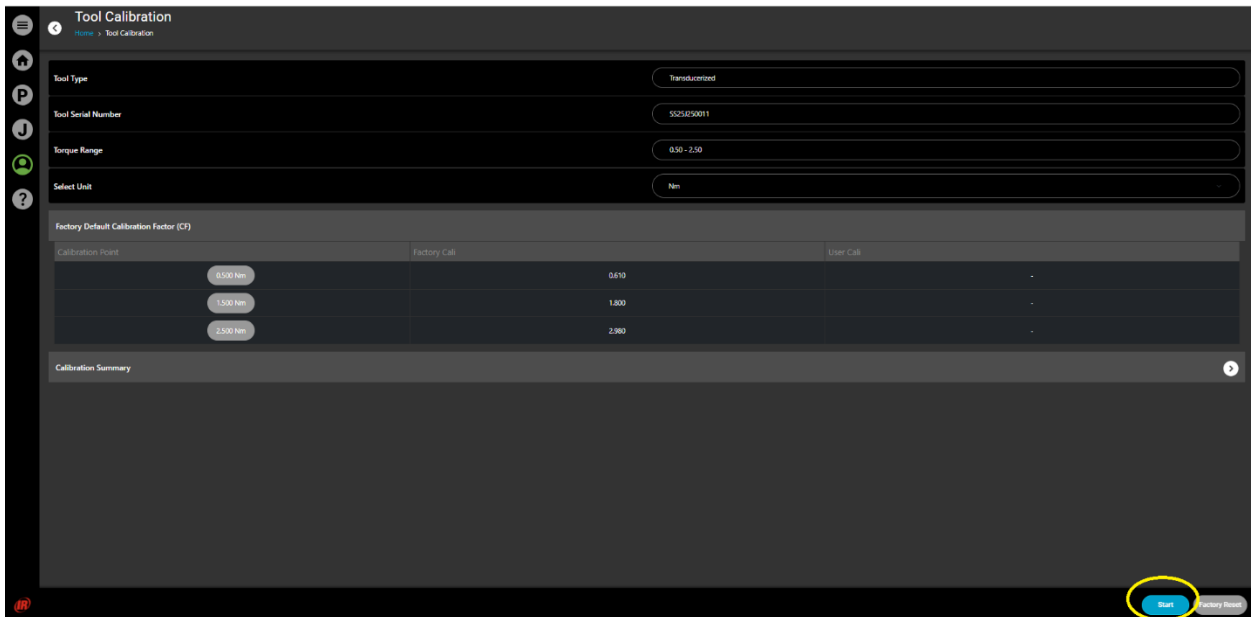 Tool Calibration
Home > Tool Calibration
P
J
?
Tool Type Transducerized
Tool Serial Number SS25J250011
Torque Range 0.50 - 2.50
Select Unit Nm
Factory Default Calibration Factor (CF)
Calibration Point Factory Cali User Cali
0.500 Nm 0.610 -
1.500 Nm 1.800 -
2.500 Nm 2.980 -
Calibration Summary
IR Start Factory Reset